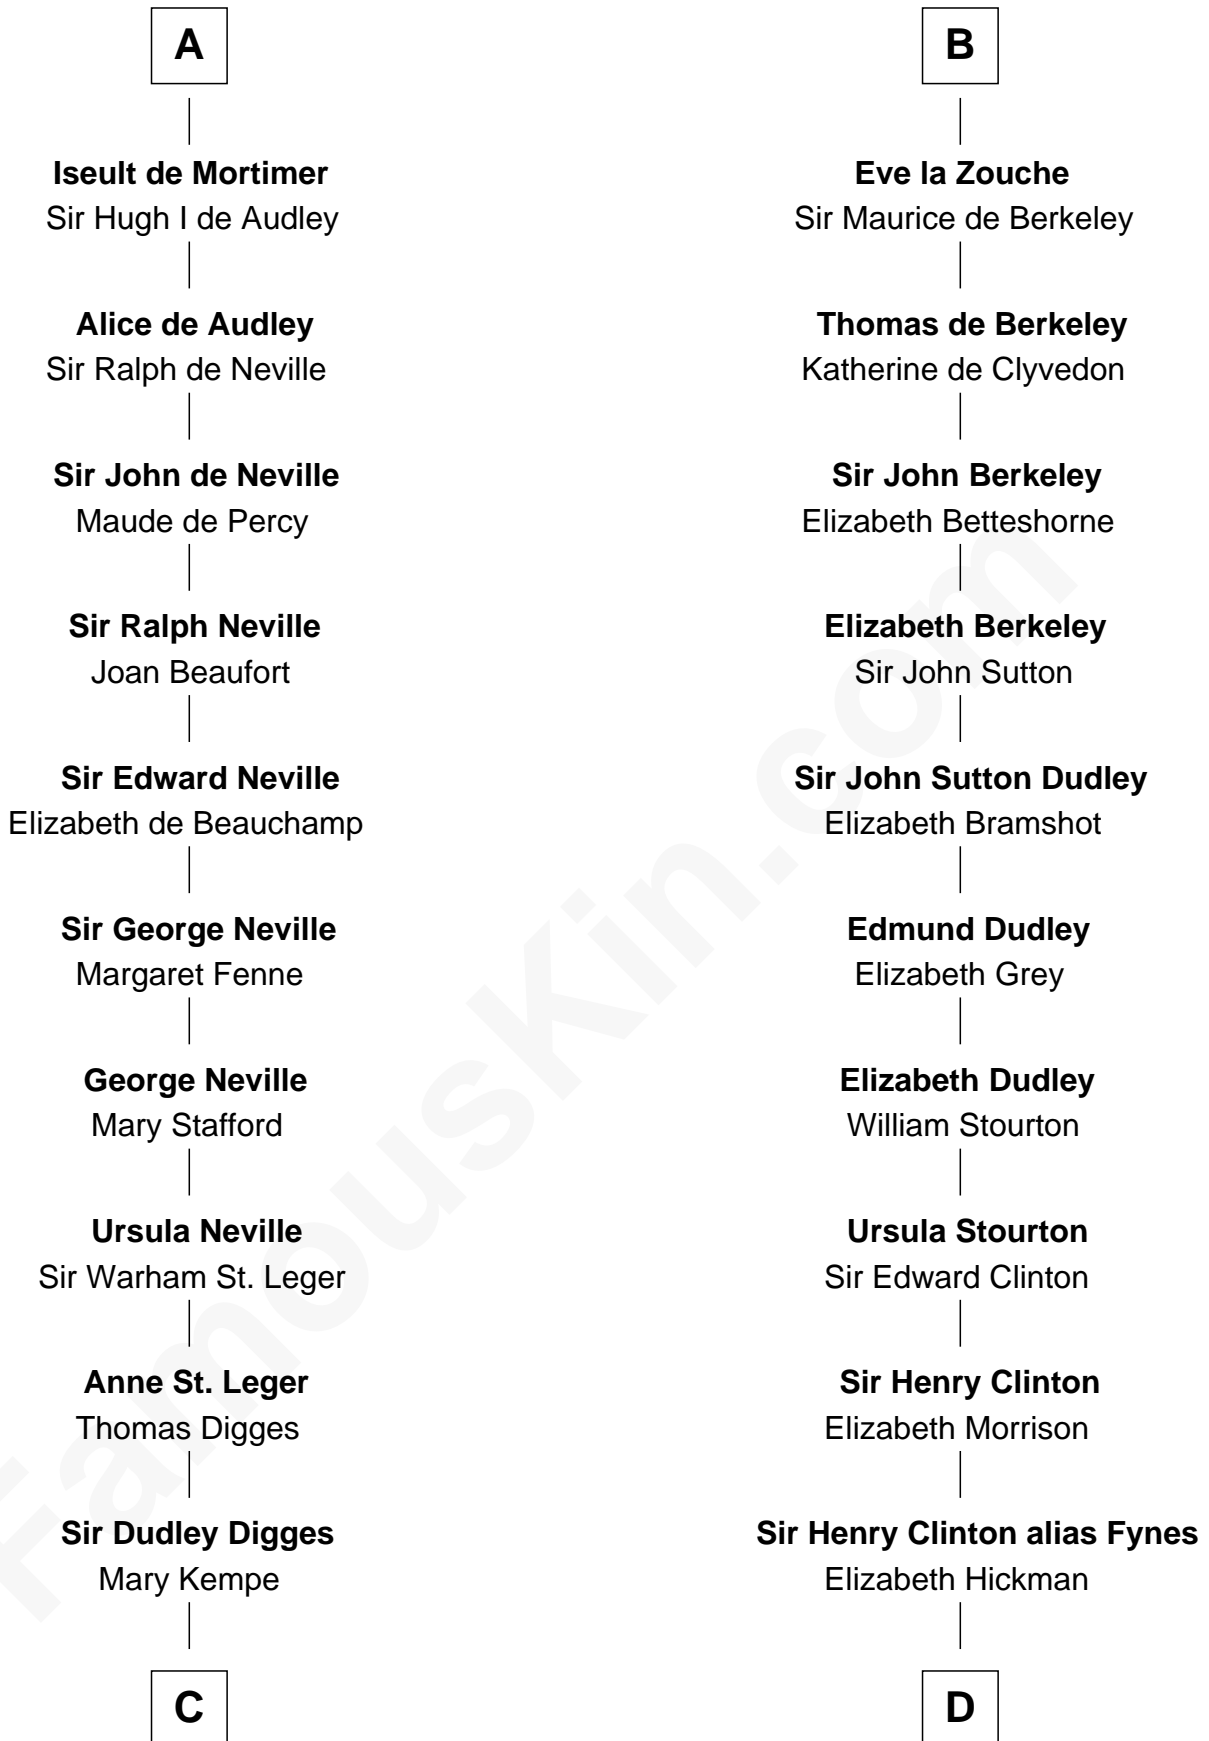 A
Iseult de Mortimer
Sir Hugh I de Audley
Alice de Audley
Sir Ralph de Neville
Sir John de Neville
Maude de Percy
Sir Ralph Neville
Joan Beaufort
Sir Edward Neville
Elizabeth de Beauchamp
Sir George Neville
Margaret Fenne
George Neville
Mary Stafford
Ursula Neville
Sir Warham St. Leger
Anne St. Leger
Thomas Digges
Sir Dudley Digges
Mary Kempe
C
B
Eve la Zouche
Sir Maurice de Berkeley
Thomas de Berkeley
Katherine de Clyvedon
Sir John Berkeley
Elizabeth Betteshorne
Elizabeth Berkeley
Sir John Sutton
Sir John Sutton Dudley
Elizabeth Bramshot
Edmund Dudley
Elizabeth Grey
Elizabeth Dudley
William Stourton
Ursula Stourton
Sir Edward Clinton
Sir Henry Clinton
Elizabeth Morrison
Sir Henry Clinton alias Fynes
Elizabeth Hickman
D
FamousKin.com